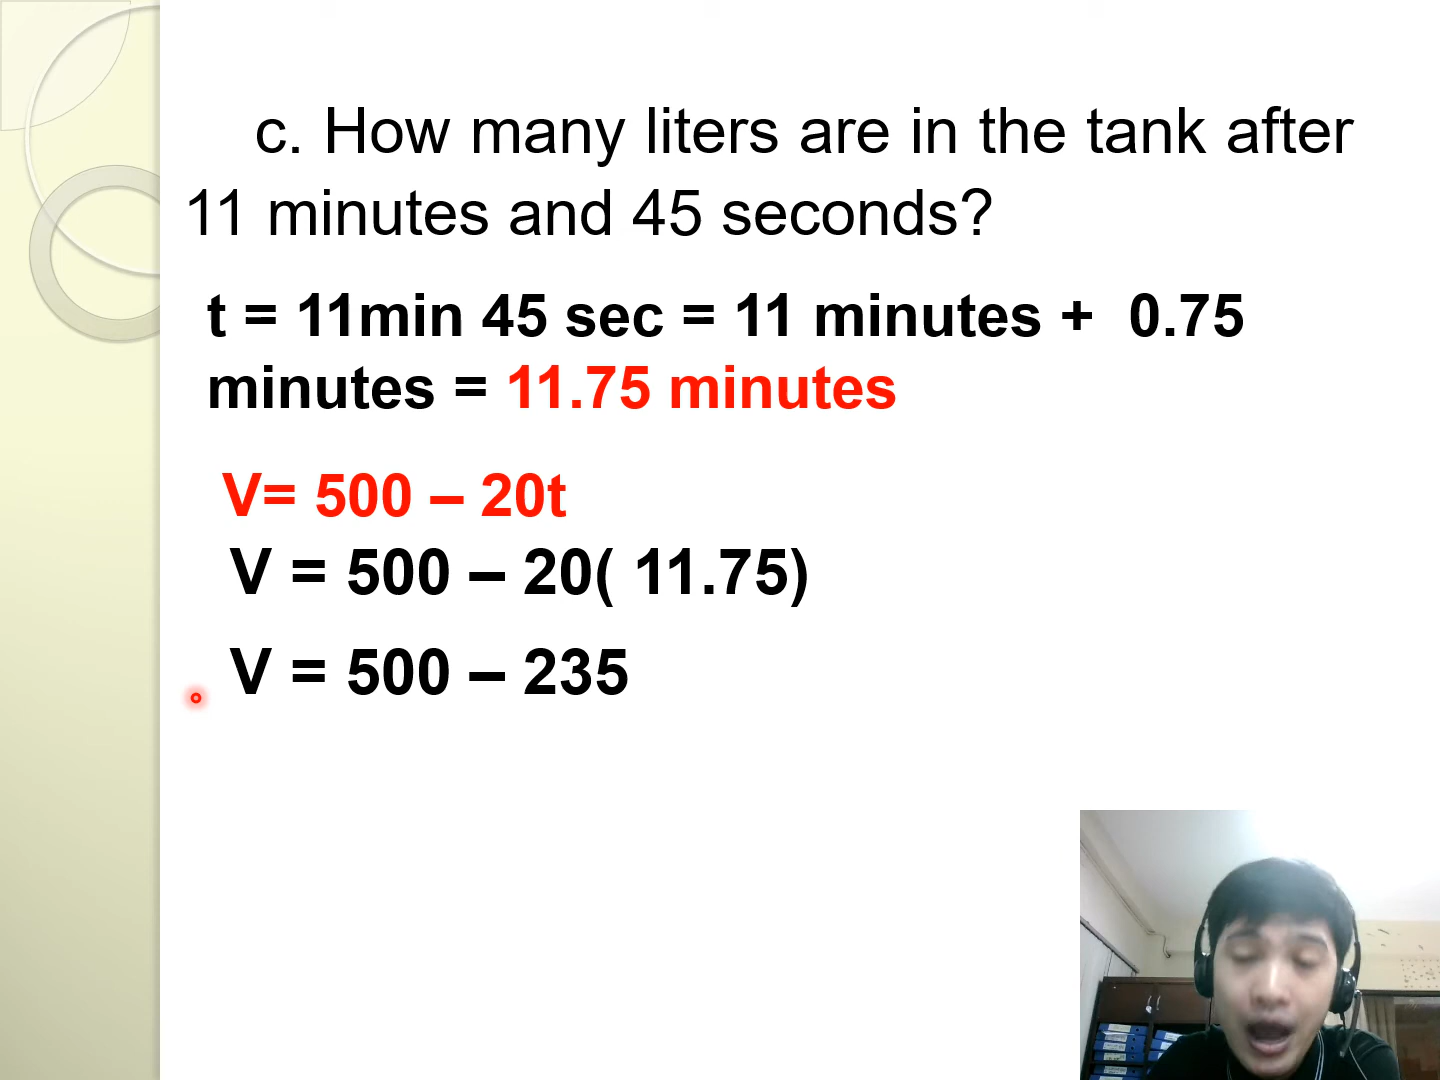 c. How many liters are in the tank after
11 minutes and 45 seconds?
t = 11min 45 sec = 11 minutes + 0.75
minutes = 11.75 minutes
V= 500 – 20t
V = 500 – 20( 11.75)
V = 500 – 235